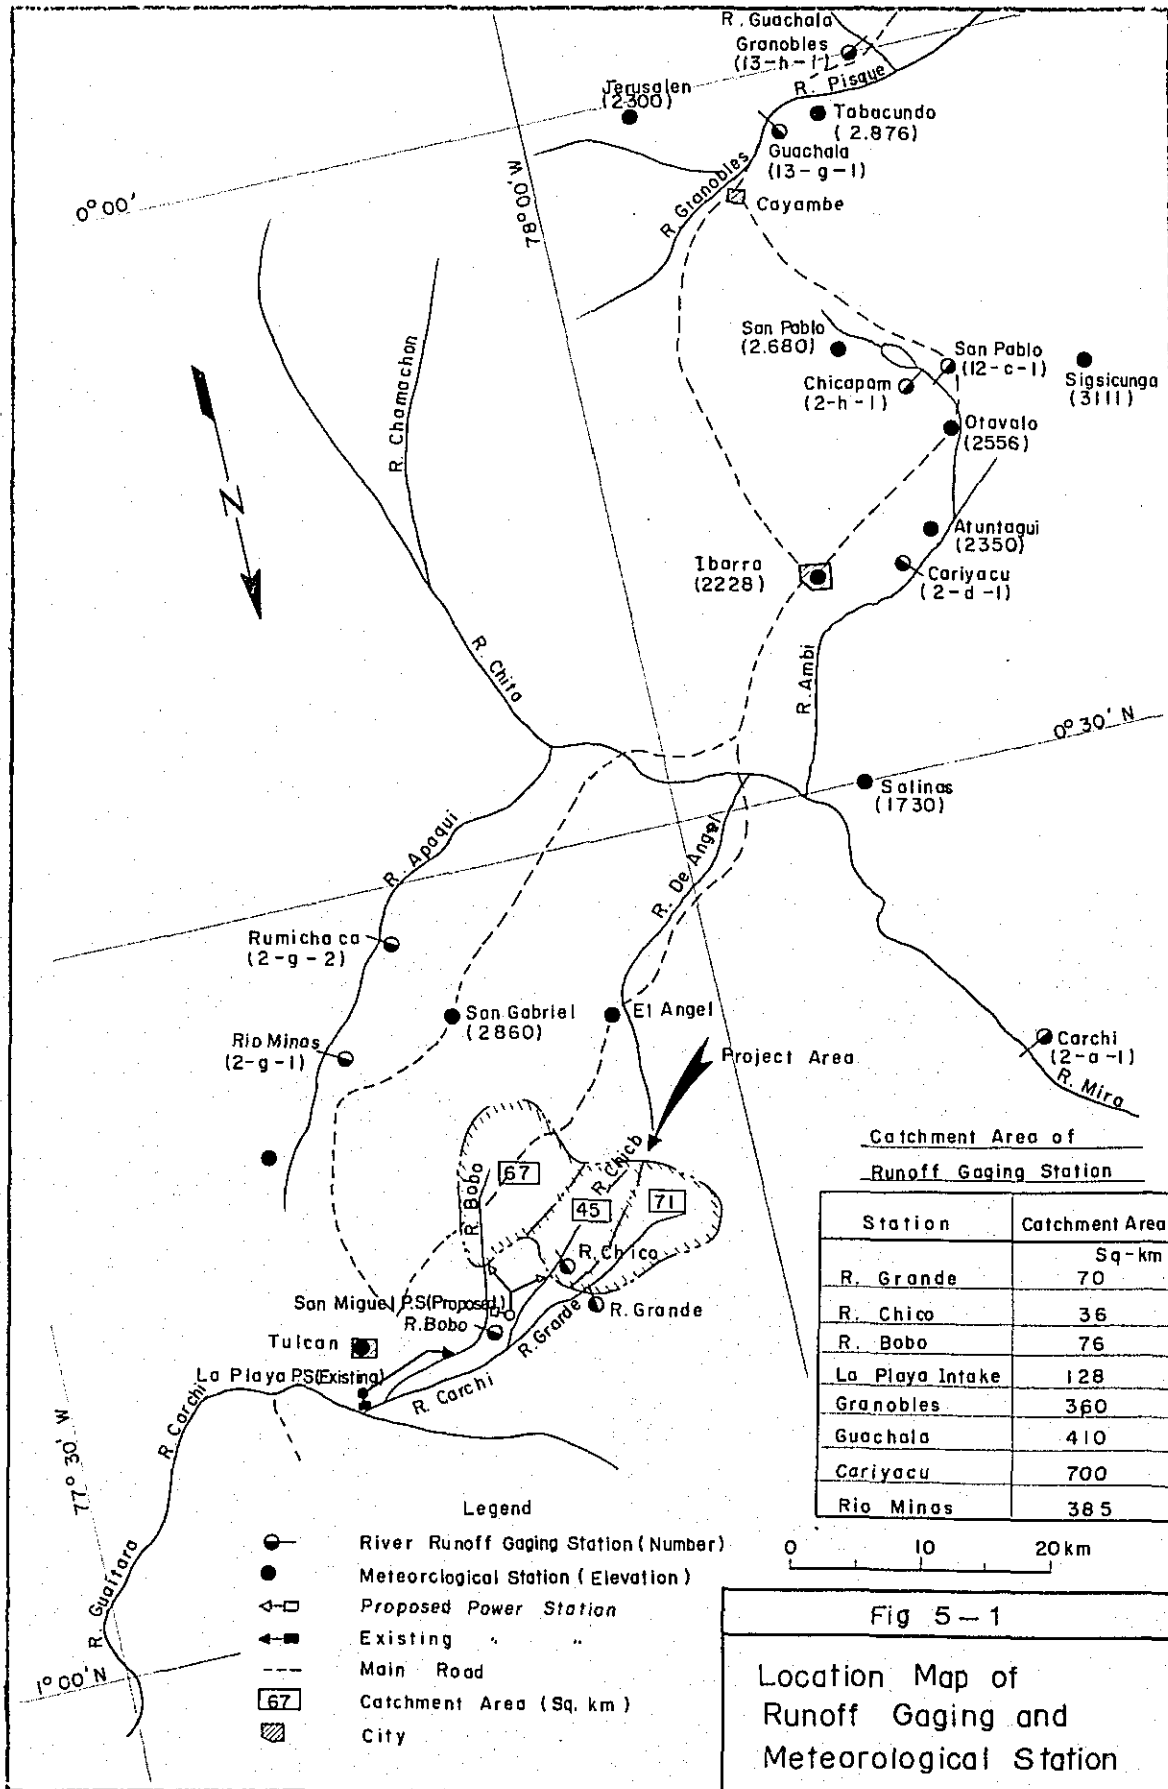 R. Guachala
Granobles
(13-h-1)
R. Pisque
Jerusalen
(2300)
Tabacundo
(2.876)
Guachala
(13-g-1)
R. Granobles
78° 00' W
0° 00'
Cayambe
San Pablo
(2.680)
San Pablo
(12-c-1)
Chicapam
(2-h-1)
Sigsicunga
(3111)
R. Chamachan
Otavalo
(2556)
N
Atuntaqui
(2350)
Ibarra
(2228)
Cariyacu
(2-d-1)
R. Chita
R. Ambi
0° 30' N
Salinas
(1730)
R. Apaqui
R. De Angel
Rumichaca
(2-g-2)
San Gabriel
(2860)
El Angel
Rio Minas
(2-g-1)
Carchi
(2-a-1)
Project Area
R. Mira
R. Bobo
67
R. Chico
45
71
R. Chico
San Miguel P.S(Proposed)
R. Bobo
R. Grande
R. Grande
Tulcan
La Playa PS(Existing)
R. Carchi
R. Carchi
77° 30' W
R. Guaitara
1° 00' N
Catchment Area of
Runoff Gaging Station
Station Catchment Area
Sq-km
R. Grande 70
R. Chico 36
R. Bobo 76
La Playa Intake 128
Granobles 360
Guachala 410
Cariyacu 700
Rio Minas 385
0 10 20 km
Legend
River Runoff Gaging Station (Number)
Meteorological Station (Elevation)
Proposed Power Station
Existing " "
Main Road
67 Catchment Area (Sq. km)
City
Fig 5-1
Location Map of
Runoff Gaging and
Meteorological Station